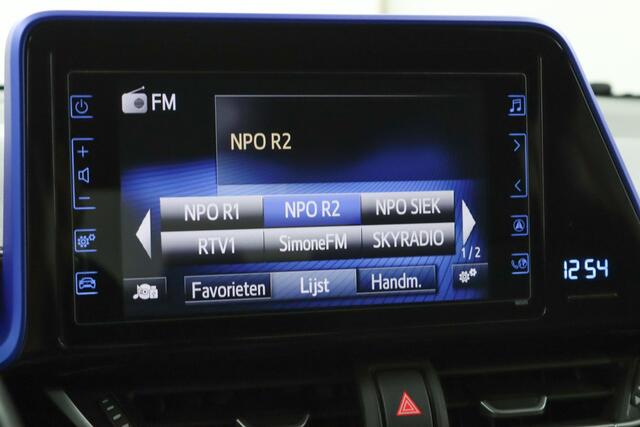 FM
NPO R2
NPO R1 NPO R2 NPO SIEK
RTV1 SimoneFM SKYRADIO
1/2
Favorieten Lijst Handm.
12:54